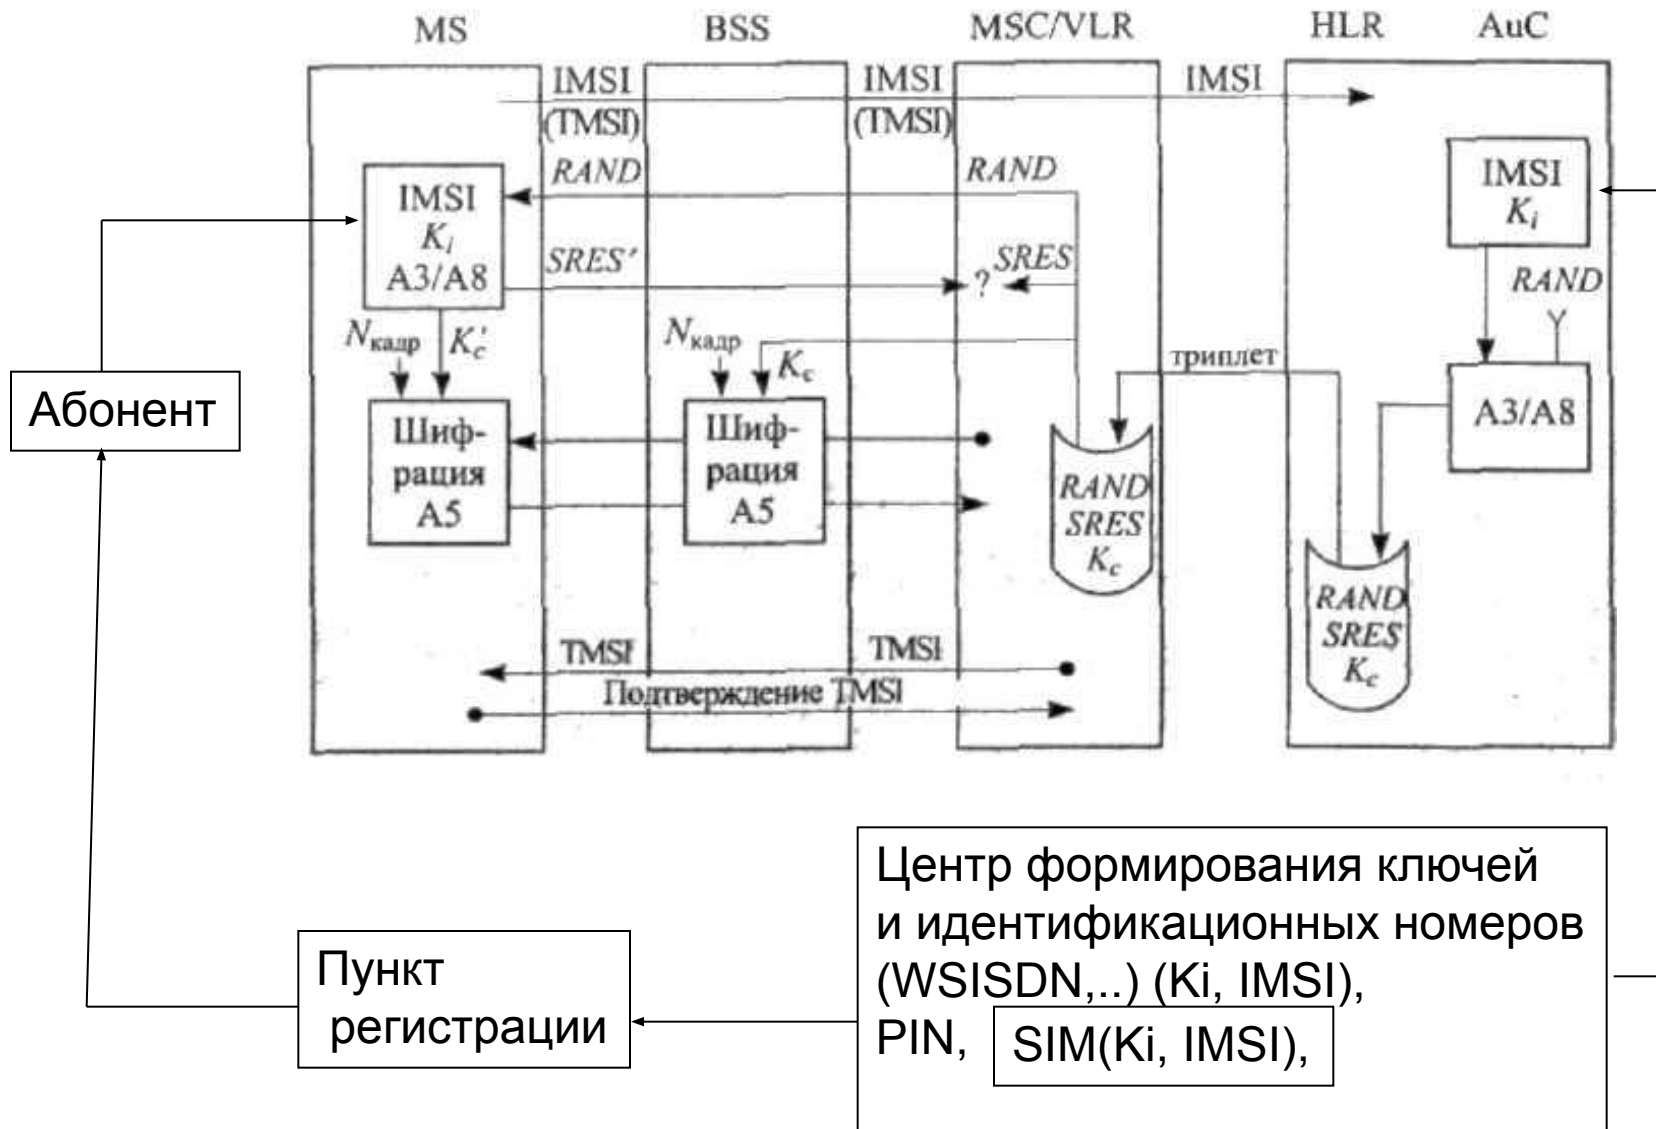 MS BSS MSC/VLR HLR AuC
IMSI IMSI IMSI
(TMSI) (TMSI)
RAND RAND
IMSI
Ki
A3/A8
IMSI
Ki
SRES' ? SRES
RAND
Nкадр K'c
Nкадр Kc
триплет
A3/A8
Абонент
Шиф-
рация
А5
Шиф-
рация
А5
RAND
SRES
Kc
RAND
SRES
Kc
TMSI TMSI
Подтверждение TMSI
Центр формирования ключей
и идентификационных номеров
(WSISDN,..) (Ki, IMSI),
PIN, SIM(Ki, IMSI),
Пункт
регистрации